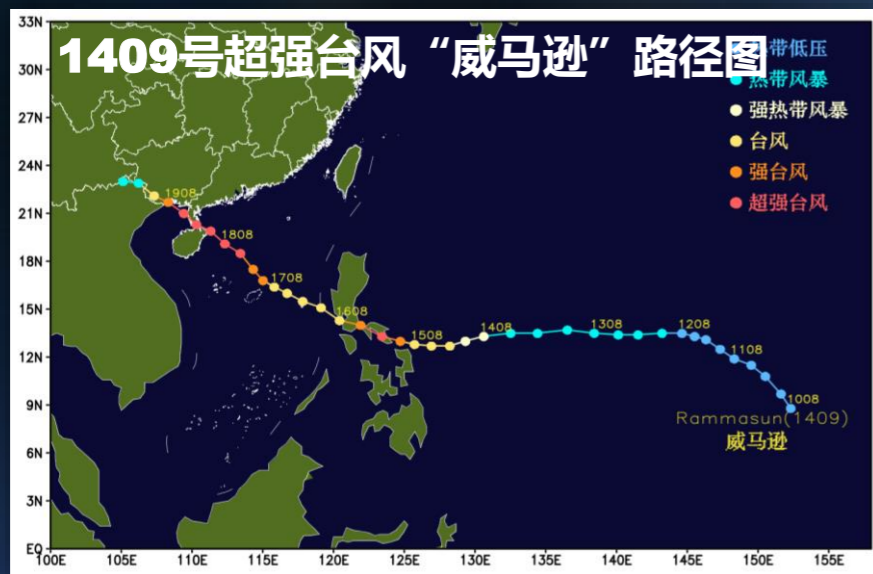 33N
1409号超强台风“威马逊”路径图
热带低压
30N
热带风暴
强热带风暴
27N
台风
24N
强台风
1908
21N
超强台风
1808
18N
1708
15N
1608
1508
1408
1308
1208
12N
1108
1008
9N
Rammasun(1409)
威马逊
6N
3N
EQ
100E 105E 110E 115E 120E 125E 130E 135E 140E 145E 150E 155E